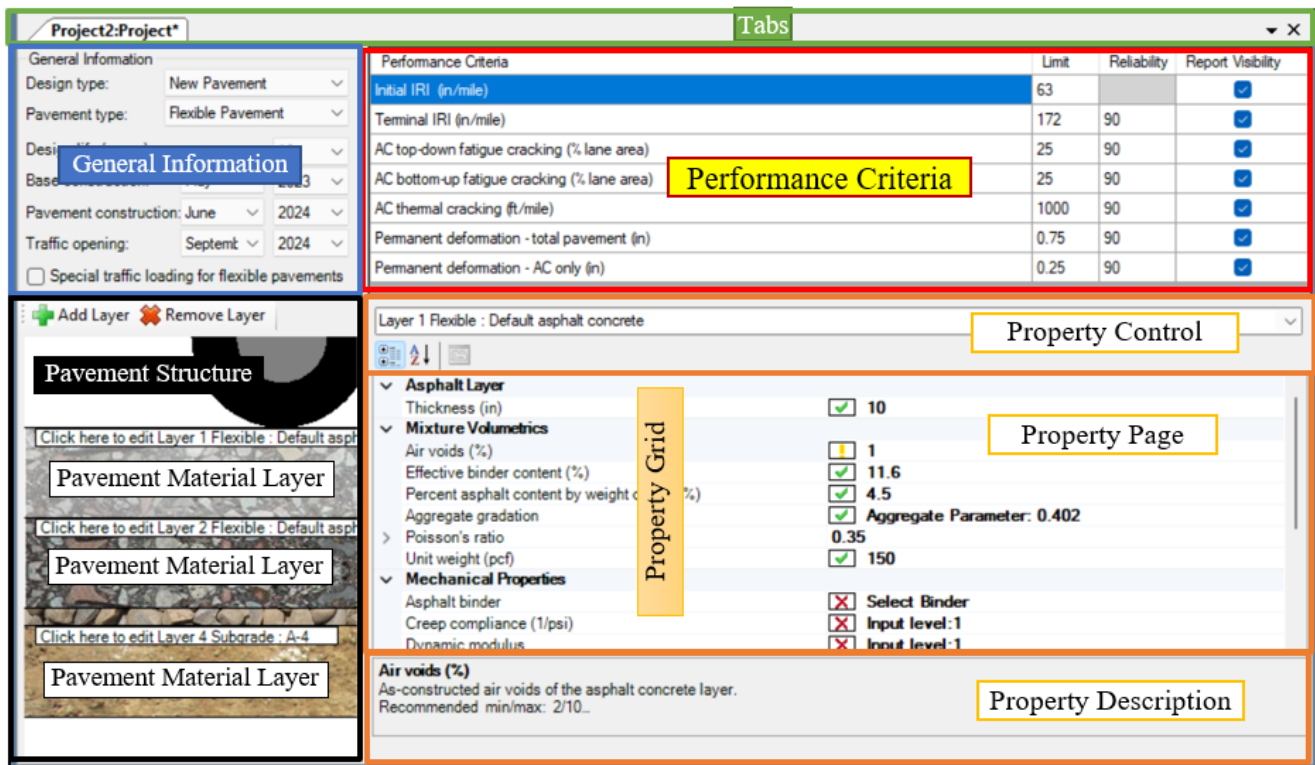 Project2:Project*
Tabs
General Information
Design type: New Pavement
Pavement type: Flexible Pavement
General Information
Pavement construction: June 2024
Traffic opening: Septemb 2024
Special traffic loading for flexible pavements
Performance Criteria Limit Reliability Report Visibility
Initial IRI (in/mile) 63
Terminal IRI (in/mile) 172 90
AC top-down fatigue cracking (% lane area) 25 90
AC bottom-up fatigue cracking (% lane area) 25 90
Performance Criteria
AC thermal cracking (ft/mile) 1000 90
Permanent deformation - total pavement (in) 0.75 90
Permanent deformation - AC only (in) 0.25 90
Add Layer Remove Layer
Pavement Structure
Click here to edit Layer 1 Flexible : Default asph
Pavement Material Layer
Click here to edit Layer 2 Flexible : Default asph
Pavement Material Layer
Click here to edit Layer 4 Subgrade : A-4
Pavement Material Layer
Layer 1 Flexible : Default asphalt concrete
Property Control
Asphalt Layer
Thickness (in) 10
Mixture Volumetrics
Property Page
Air voids (%) 1
Effective binder content (%) 11.6
Percent asphalt content by weight %) 4.5
Aggregate gradation Aggregate Parameter: 0.402
Poisson's ratio 0.35
Unit weight (pcf) 150
Mechanical Properties
Asphalt binder Select Binder
Creep compliance (1/psi) Input level:1
Dynamic modulus Input level:1
Property Grid
Air voids (%)
As-constructed air voids of the asphalt concrete layer.
Recommended min/max: 2/10...
Property Description